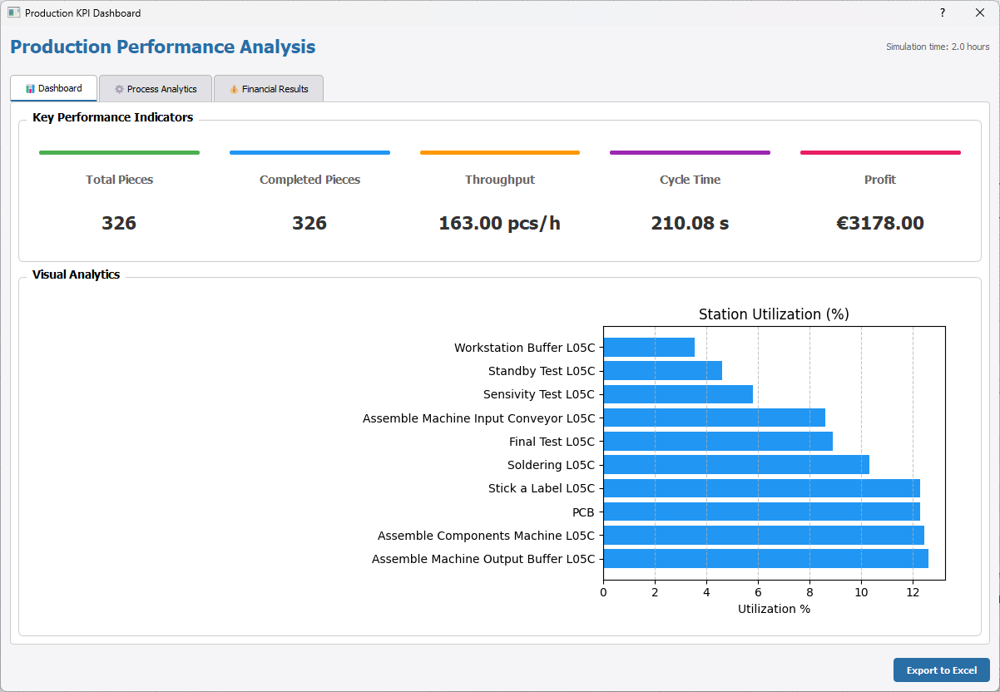 Production KPI Dashboard
?
Production Performance Analysis
Simulation time: 2.0 hours
Dashboard
Process Analytics
Financial Results
Key Performance Indicators
Total Pieces
Completed Pieces
Throughput
Cycle Time
Profit
326
326
163.00 pcs/h
210.08 s
€3178.00
Visual Analytics
Station Utilization (%)
Workstation Buffer L05C
Standby Test L05C
Sensivity Test L05C
Assemble Machine Input Conveyor L05C
Final Test L05C
Soldering L05C
Stick a Label L05C
PCB
Assemble Components Machine L05C
Assemble Machine Output Buffer L05C
0 2 4 6 8 10 12
Utilization %
Export to Excel